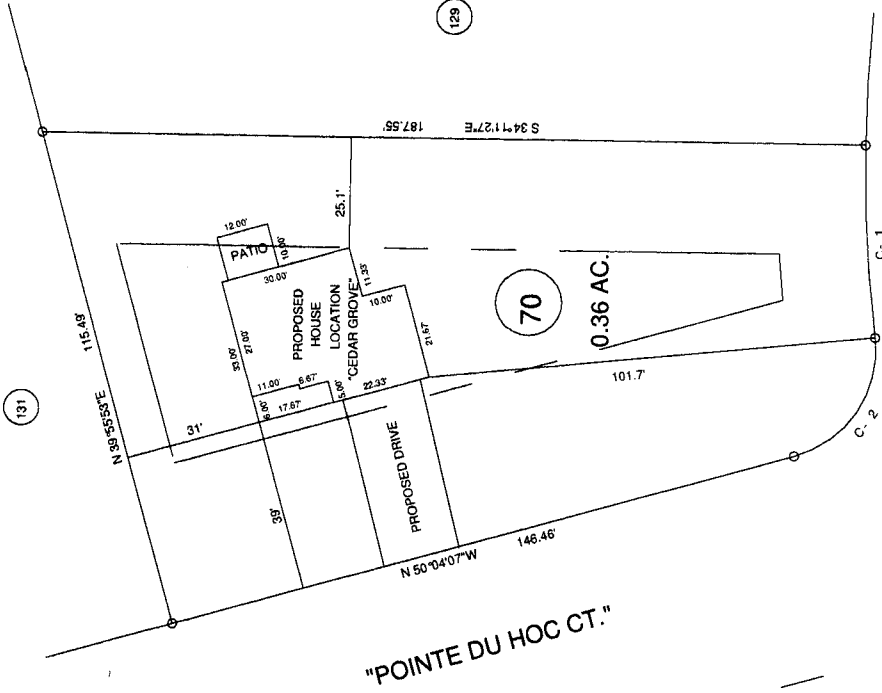 129
131
N 39°55'53"E
115.49'
S 34°11'27"E
187.55'
12.00'
PATIO
10.00'
25.1'
30.00'
PROPOSED
HOUSE
LOCATION
"CEDAR GROVE"
33.00'
27.00'
11.33'
10.00'
21.67'
11.00'
6.67'
6.00'
17.67'
5.00'
22.33'
31'
39'
PROPOSED DRIVE
70
0.36 AC.
101.7'
C- 1
C- 2
N 50°04'07"W
146.46'
"POINTE DU HOC CT."